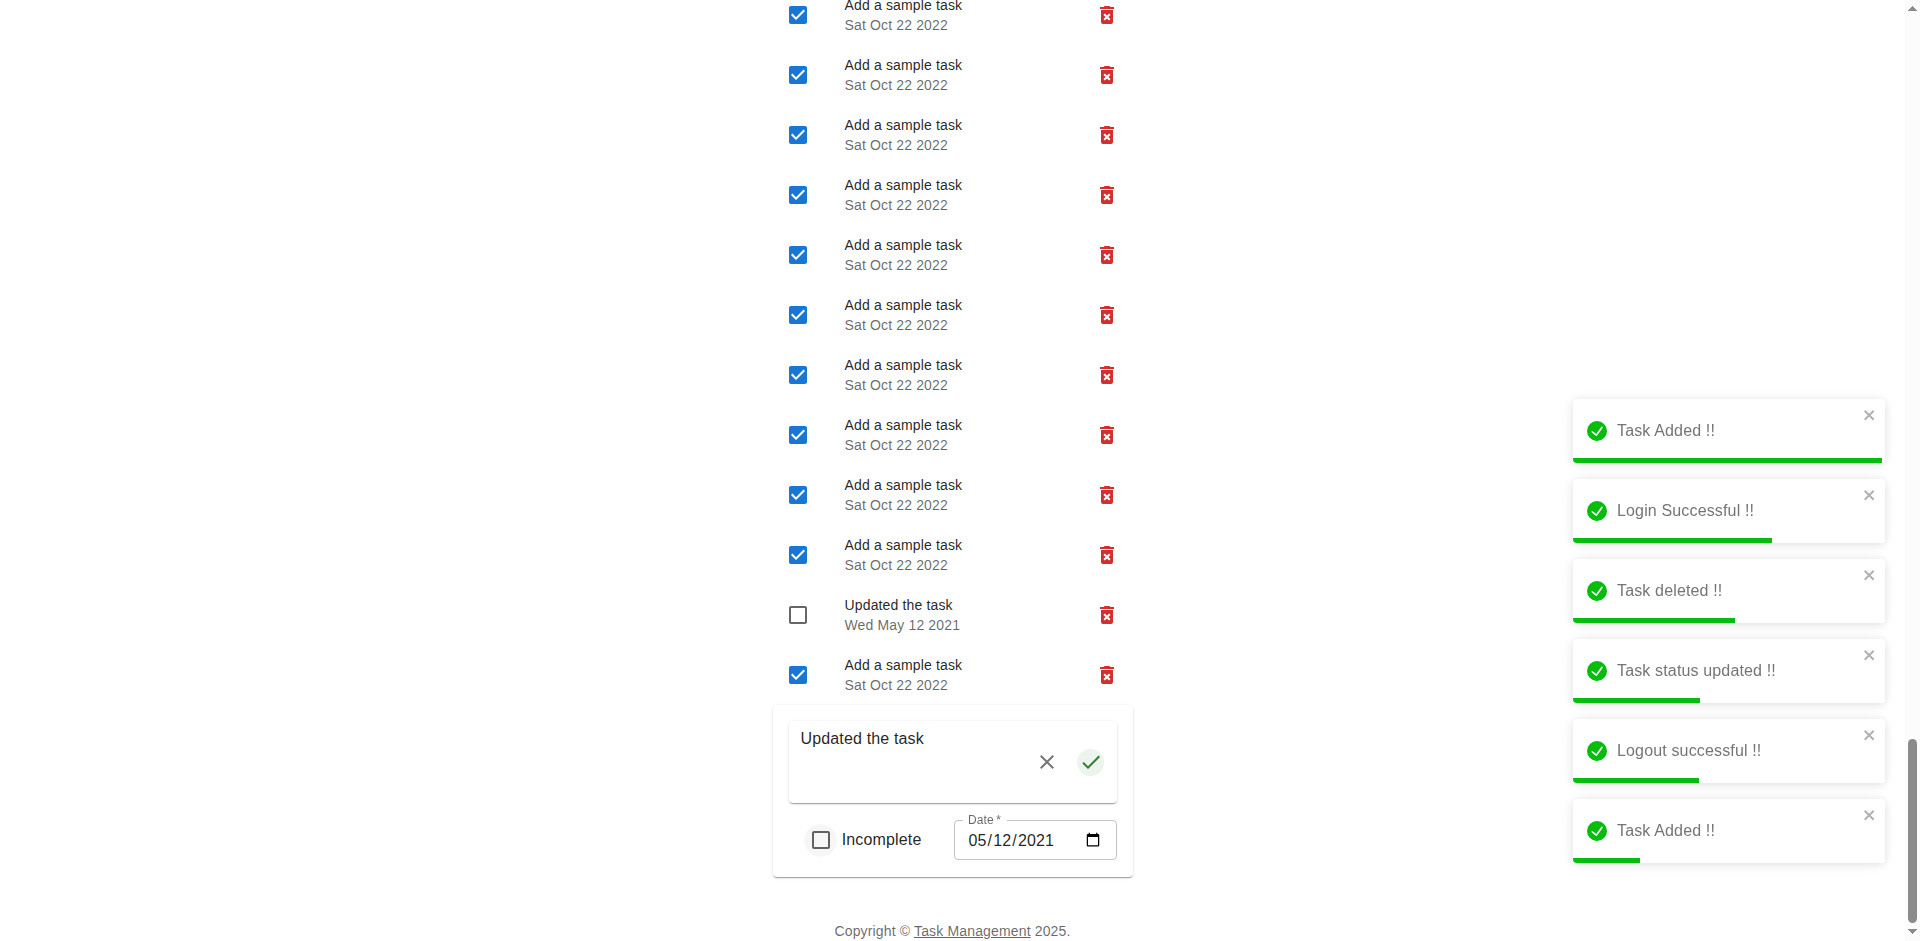 Add a sample task
Sat Oct 22 2022
Add a sample task
Sat Oct 22 2022
Add a sample task
Sat Oct 22 2022
Add a sample task
Sat Oct 22 2022
Add a sample task
Sat Oct 22 2022
Add a sample task
Sat Oct 22 2022
Add a sample task
Sat Oct 22 2022
Add a sample task
Sat Oct 22 2022
Add a sample task
Sat Oct 22 2022
Add a sample task
Sat Oct 22 2022
Updated the task
Wed May 12 2021
Add a sample task
Sat Oct 22 2022
Updated the task
Incomplete
Date *
05/12/2021
Copyright © Task Management 2025.
Task Added !!
Login Successful !!
Task deleted !!
Task status updated !!
Logout successful !!
Task Added !!